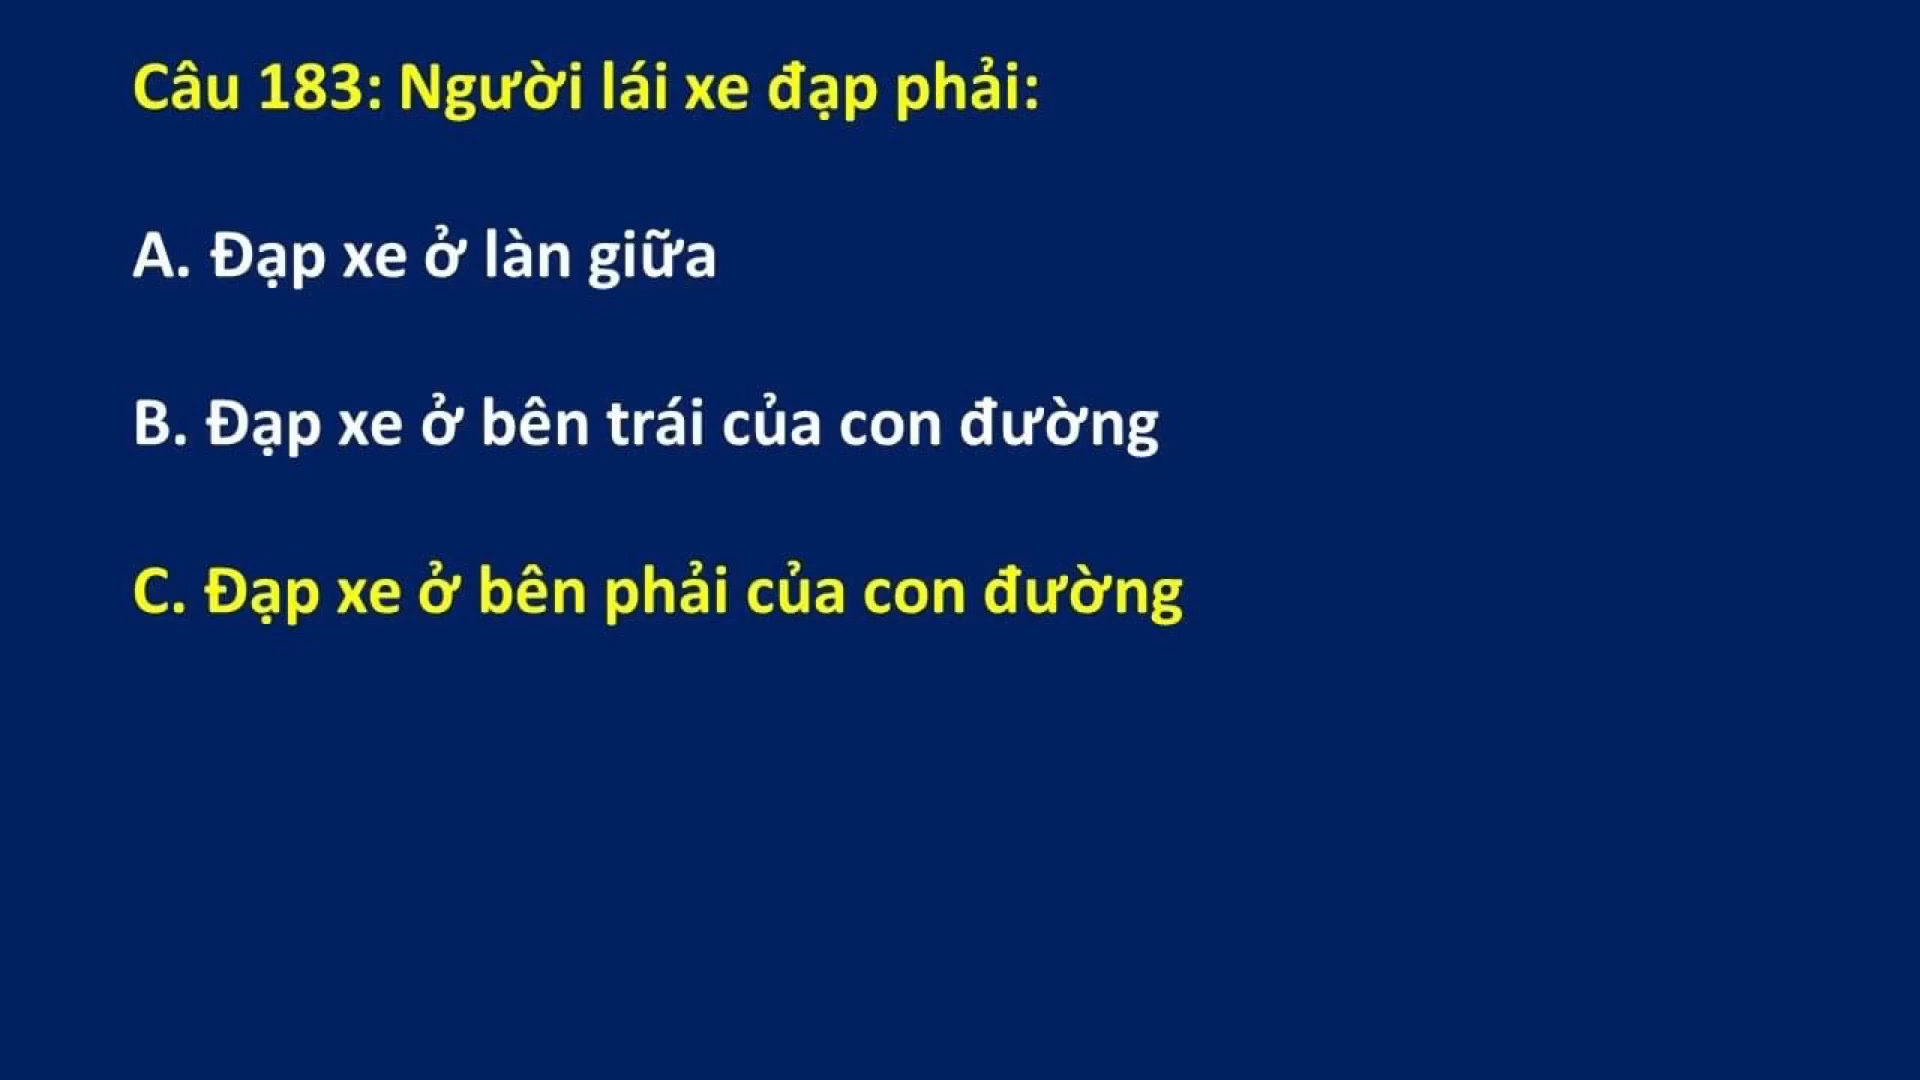 Câu 183: Người lái xe đạp phải:
A. Đạp xe ở làn giữa
B. Đạp xe ở bên trái của con đường
C. Đạp xe ở bên phải của con đường